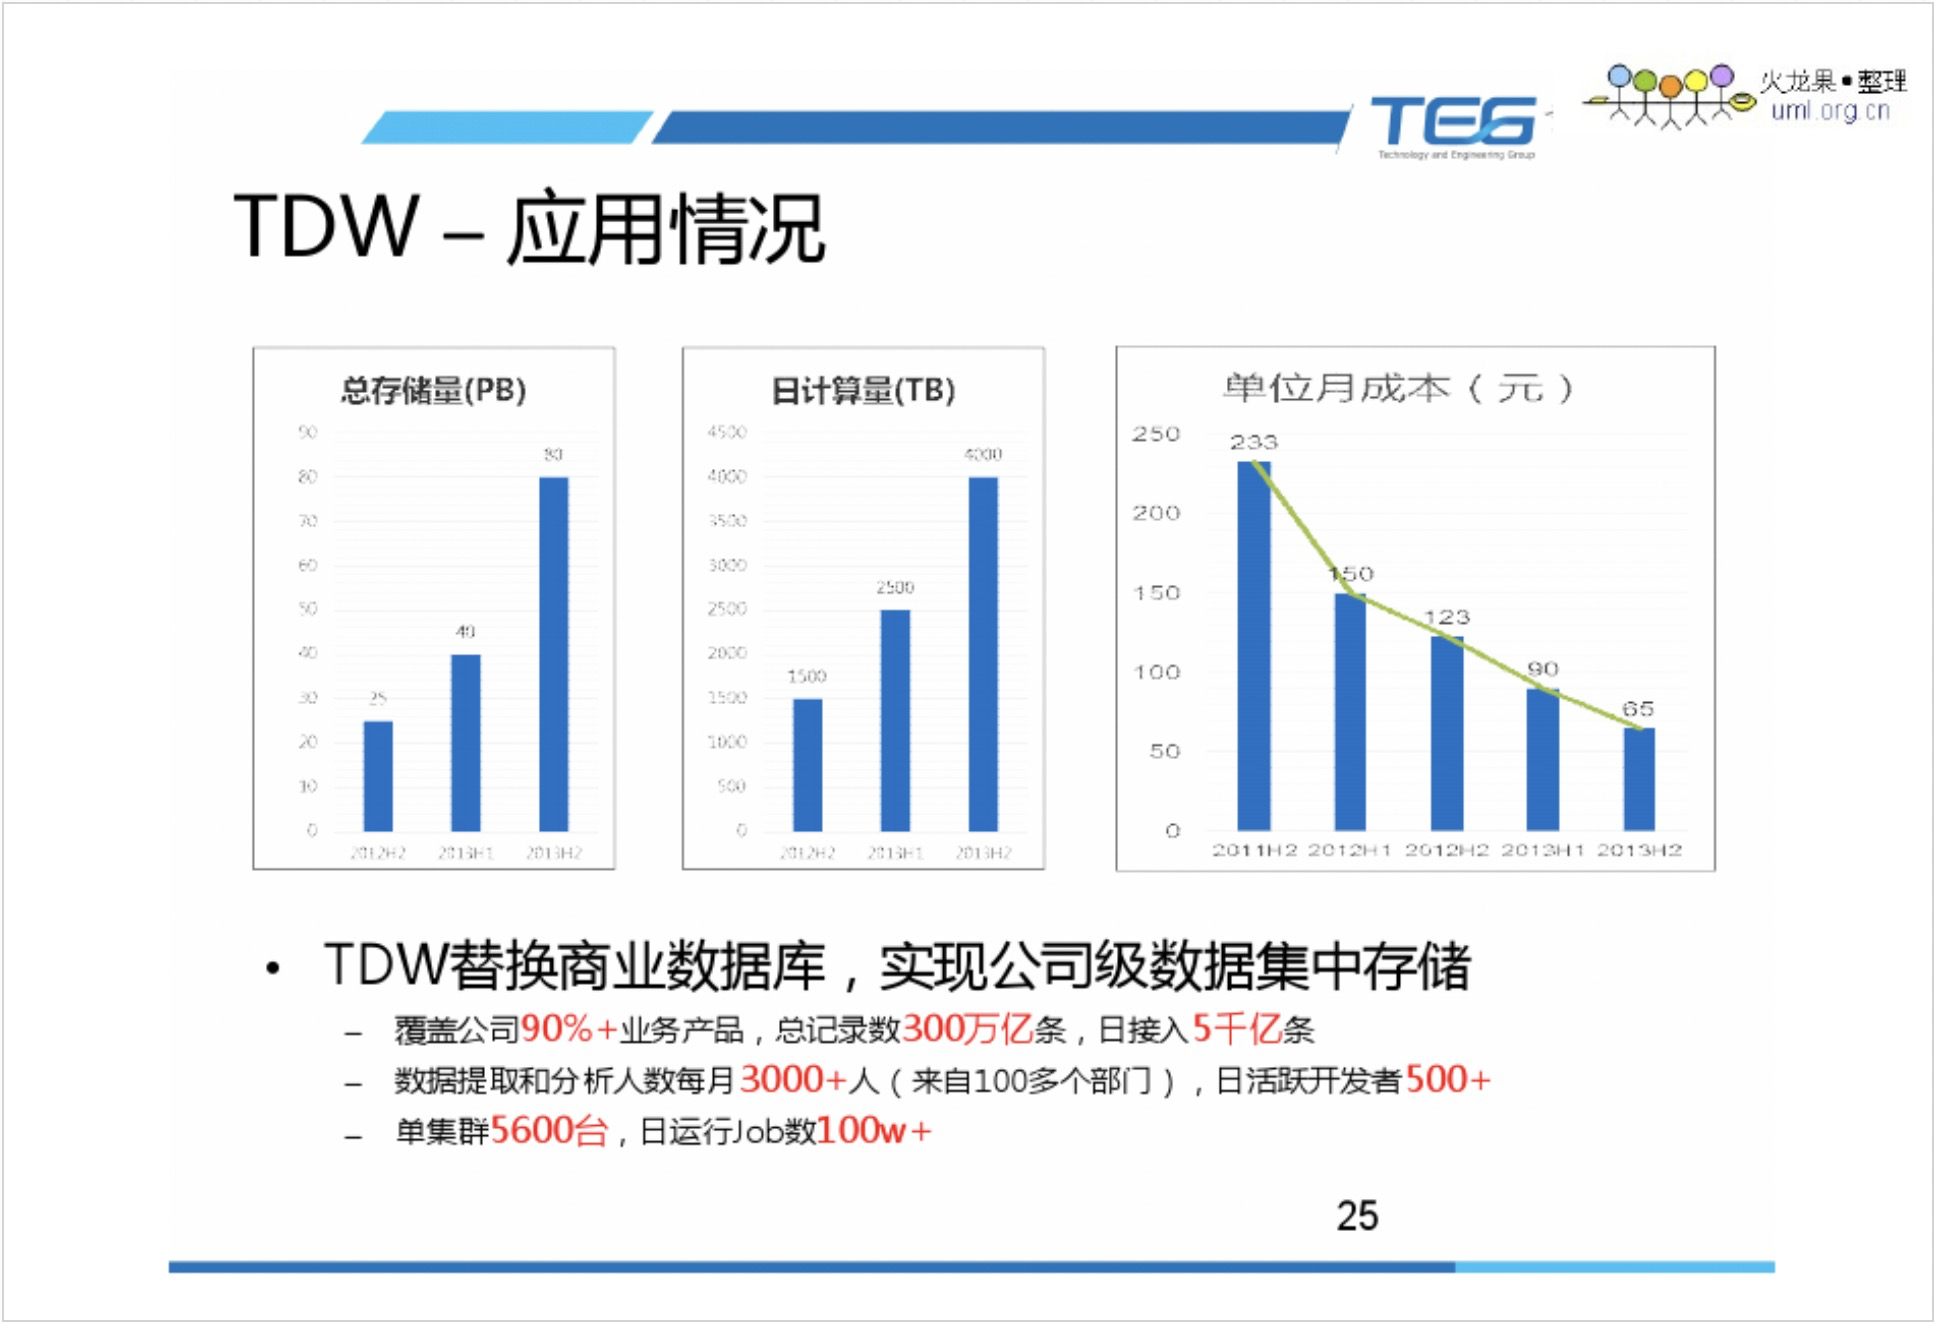 火龙果•整理
uml.org.cn
TEG
Technology and Engineering Group
TDW – 应用情况
总存储量(PB)
90
80
70
60
50
40
30
20
10
0
25
40
80
2012H2 2013H1 2013H2
日计算量(TB)
4500
4000
3500
3000
2500
2000
1500
1000
500
0
1500
2500
4000
2012H2 2013H1 2013H2
单位月成本（元）
250
200
150
100
50
0
233
150
123
90
65
2011H2 2012H1 2012H2 2013H1 2013H2
• TDW替换商业数据库，实现公司级数据集中存储
– 覆盖公司90%+业务产品，总记录数300万亿条，日接入5千亿条
– 数据提取和分析人数每月3000+人（来自100多个部门），日活跃开发者500+
– 单集群5600台，日运行Job数100w+
25